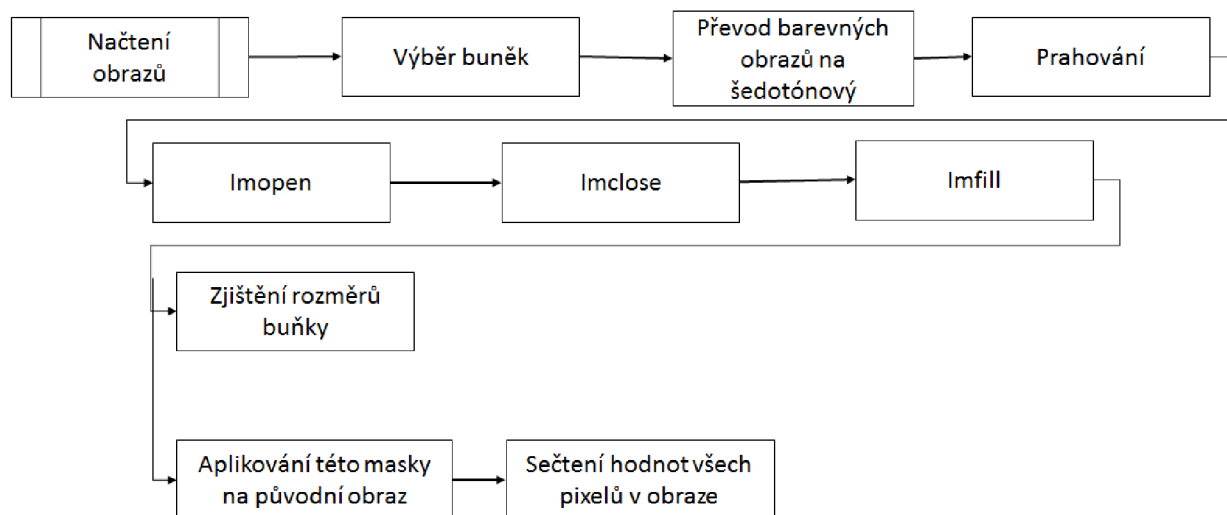 Načtení
obrazů
Výběr buněk
Převod barevných
obrazů na
šedotónový
Prahování
Imopen
Imclose
Imfill
Zjištění rozměrů
buňky
Aplikování této masky
na původní obraz
Sečtení hodnot všech
pixelů v obraze